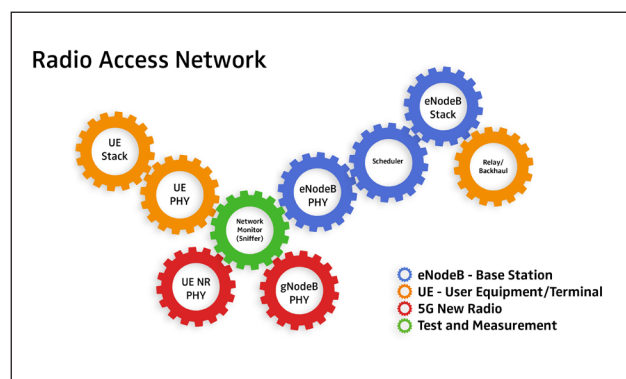 Radio Access Network
eNodeB
Stack
UE
Stack
Scheduler
Relay/
Backhaul
UE
PHY
eNodeB
PHY
Network
Monitor
(Sniffer)
UE NR
PHY
gNodeB
PHY
eNodeB - Base Station
UE - User Equipment/Terminal
5G New Radio
Test and Measurement